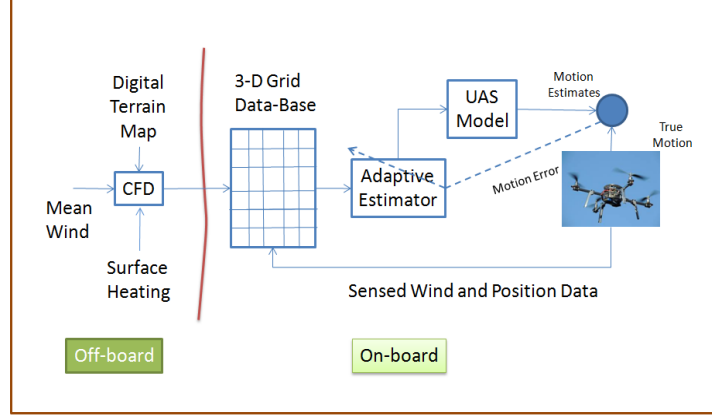 Digital
Terrain
Map
3-D Grid
Data-Base
UAS
Model
Motion
Estimates
True
Motion
CFD
Adaptive
Estimator
Motion Error
Mean
Wind
Surface
Heating
Sensed Wind and Position Data
Off-board
On-board